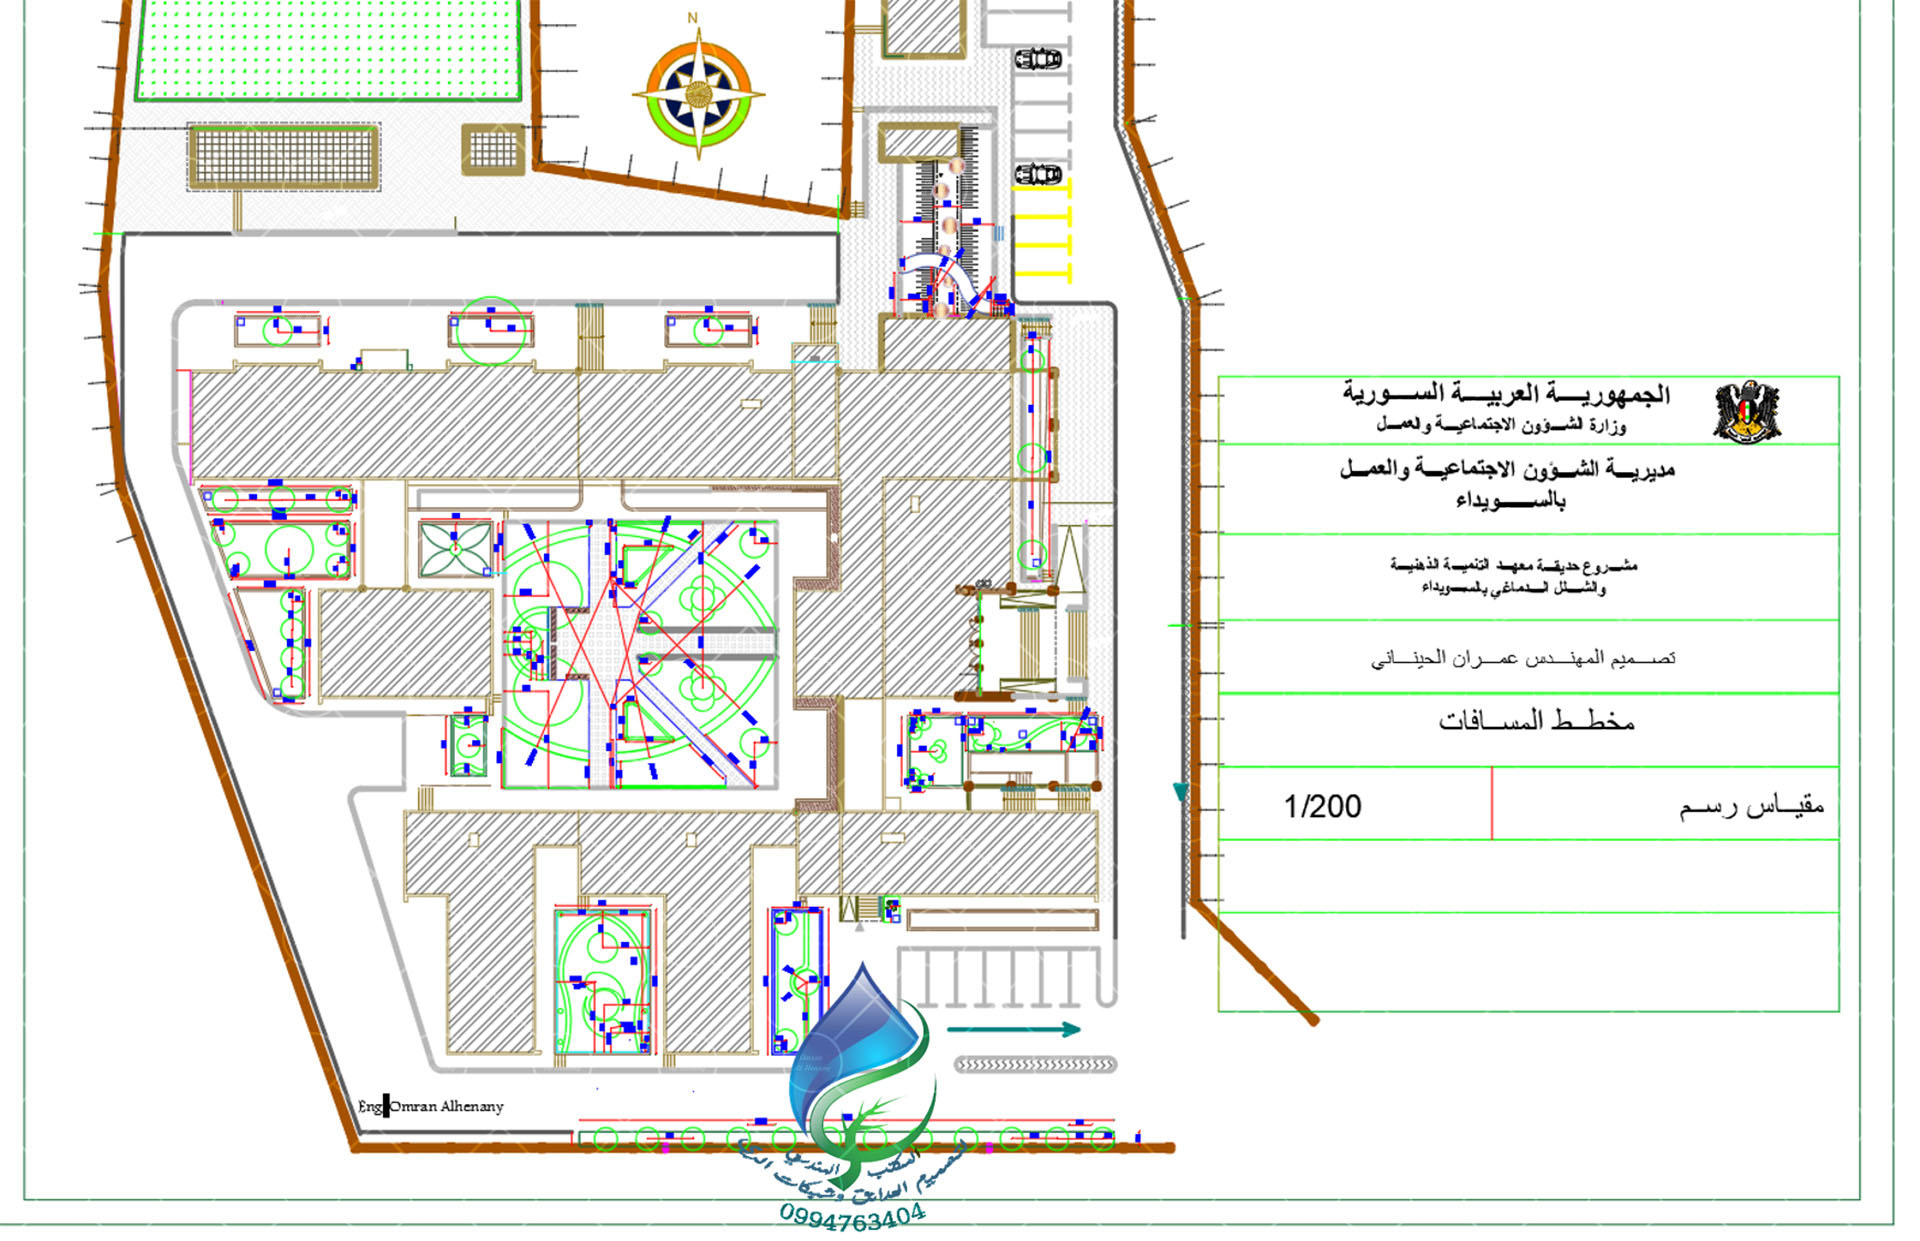 N
الجمهورية العربية السورية
وزارة الشؤون الاجتماعية والعمل
مديرية الشؤون الاجتماعية والعمل
بالسويداء
مشروع حديقة معهد التنمية الذهنية
والشلل الدماغي بالسويداء
تصميم المهندس عمران الحيناني
مخطط المسافات
مقياس رسم 1/200
Eng Omran Alhenany
المكتب الهندسي
لتصميم الحدائق وشبكات
0994763404